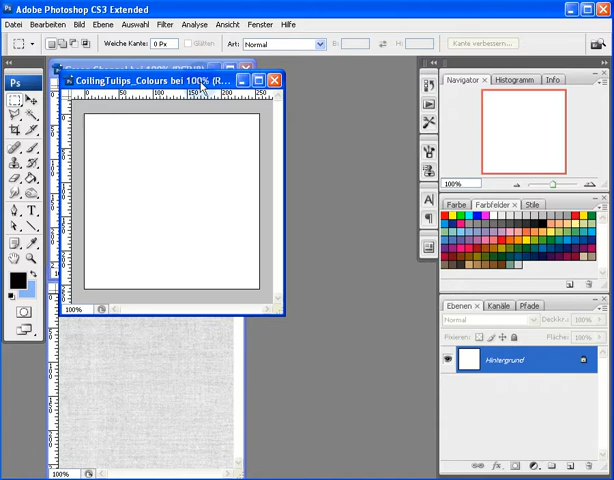 Adobe Photoshop CS3 Extended
Datei Bearbeiten Bild Ebene Auswahl Filter Analyse Ansicht Fenster Hilfe
Weiche Kante: 0 Px Glätten Art: Normal B: H: Kante verbessern...
CoilingTulips_Colours bei 100% (R...
0 50 100 150 200 250
100%
100%
Ps
Navigator Histogramm Info
100%
Farbe Farbfelder Stile
Ebenen Kanäle Pfade
Normal Deckkr.: 100%
Fixieren: Fläche: 100%
Hintergrund